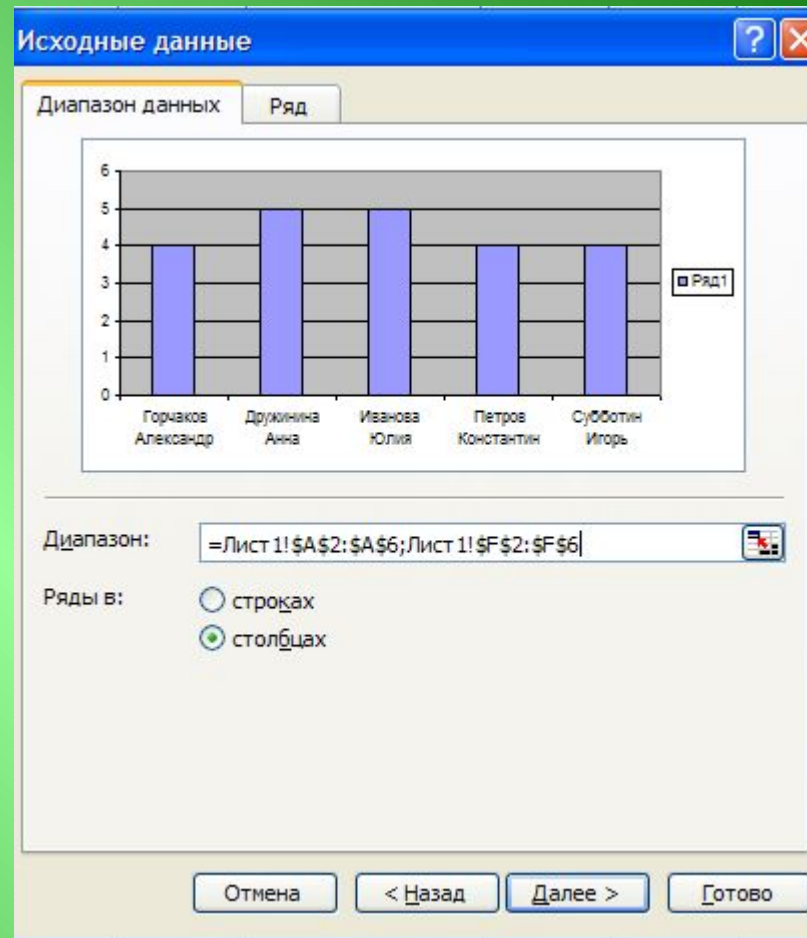 Исходные данные
Диапазон данных Ряд
6
5
4
3
2
1
0
Ряд1
Горчаков Дружинина Иванова Петров Субботин
Александр Анна Юлия Константин Игорь
Диапазон: =Лист1!$A$2:$A$6;Лист1!$F$2:$F$6
Ряды в: строках
столбцах
Отмена < Назад Далее > Готово